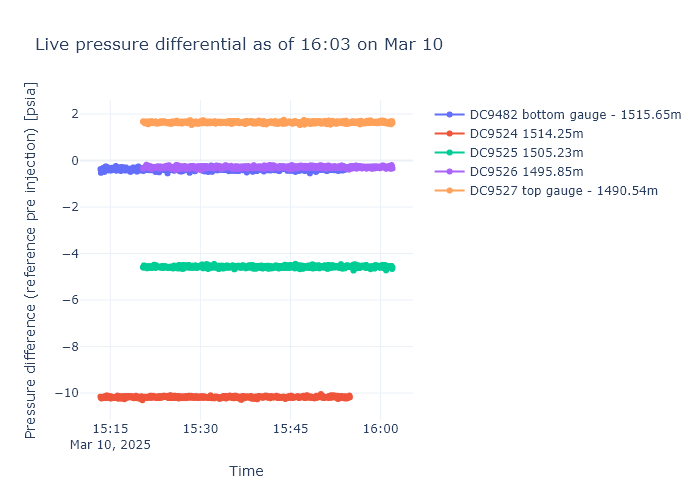 Live pressure differential as of 16:03 on Mar 10
Pressure difference (reference pre injection) [psia]
2
0
−2
−4
−6
−8
−10
15:15
Mar 10, 2025
15:30
15:45
16:00
Time
DC9482 bottom gauge - 1515.65m
DC9524 1514.25m
DC9525 1505.23m
DC9526 1495.85m
DC9527 top gauge - 1490.54m